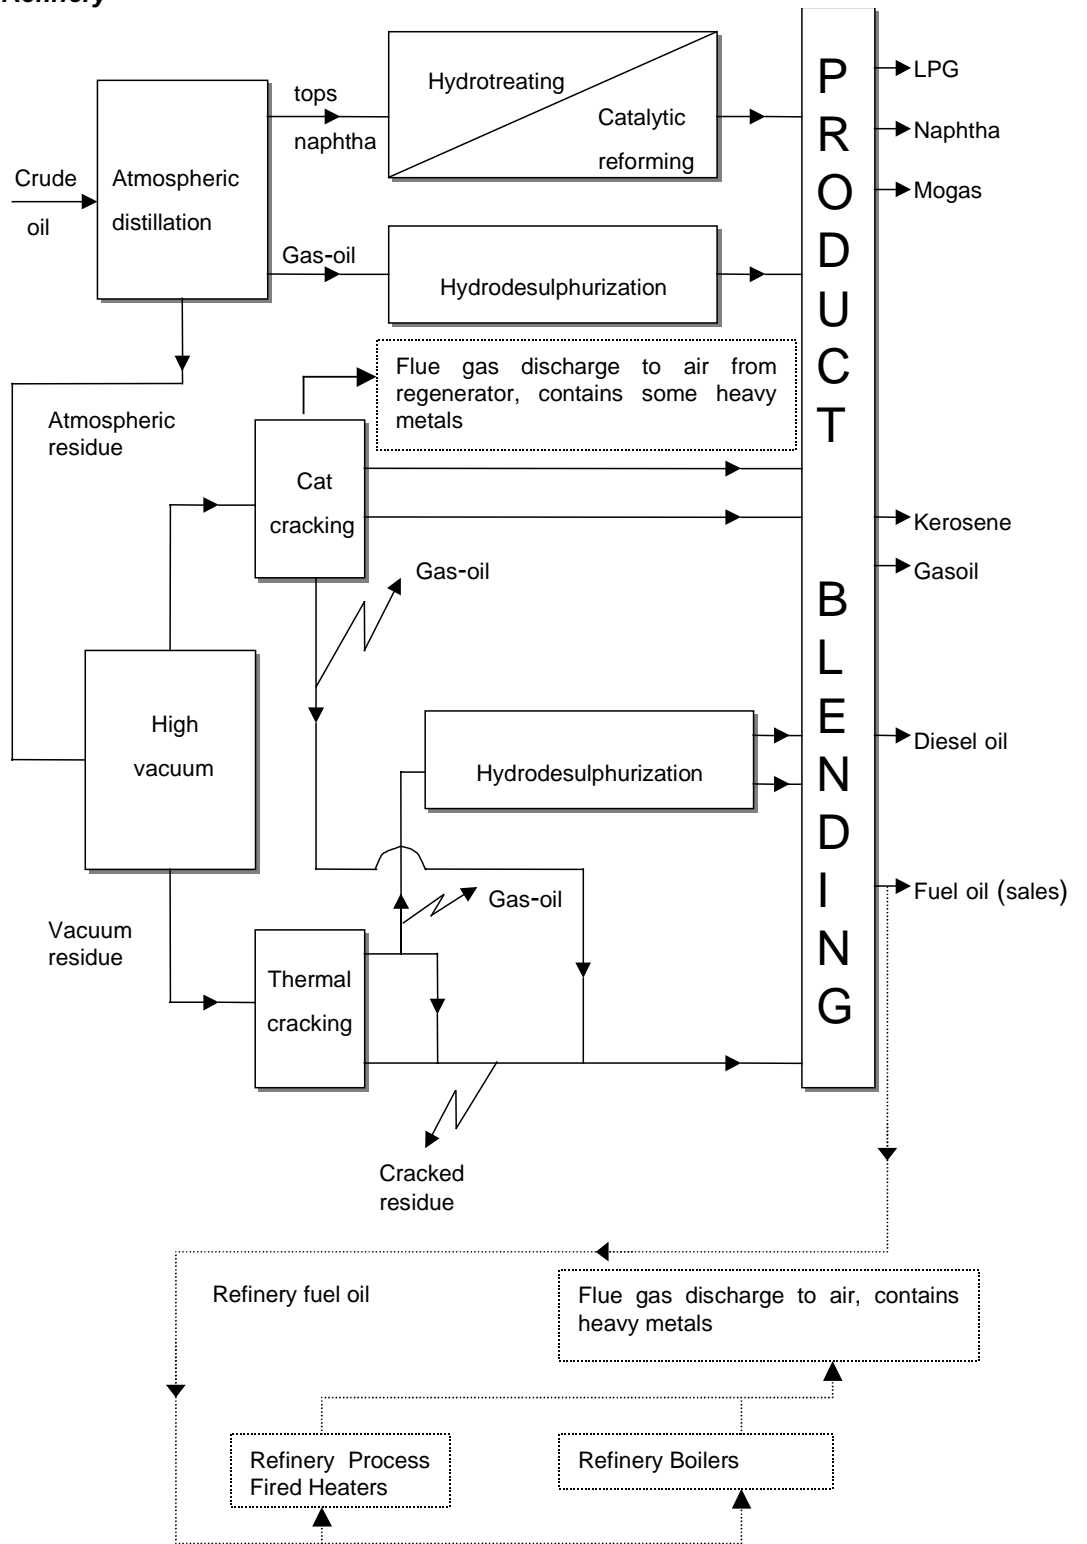 Refinery
tops
naphtha
Hydrotreating
Catalytic
reforming
Crude
oil
Atmospheric
distillation
Gas-oil
Hydrodesulphurization
Flue gas discharge to air from
regenerator, contains some heavy
metals
Atmospheric
residue
Cat
cracking
Gas-oil
High
vacuum
Hydrodesulphurization
Gas-oil
Vacuum
residue
Thermal
cracking
Cracked
residue
PRODUCT
BLENDING
LPG
Naphtha
Mogas
Kerosene
Gasoil
Diesel oil
Fuel oil (sales)
Refinery fuel oil
Flue gas discharge to air, contains
heavy metals
Refinery Process
Fired Heaters
Refinery Boilers